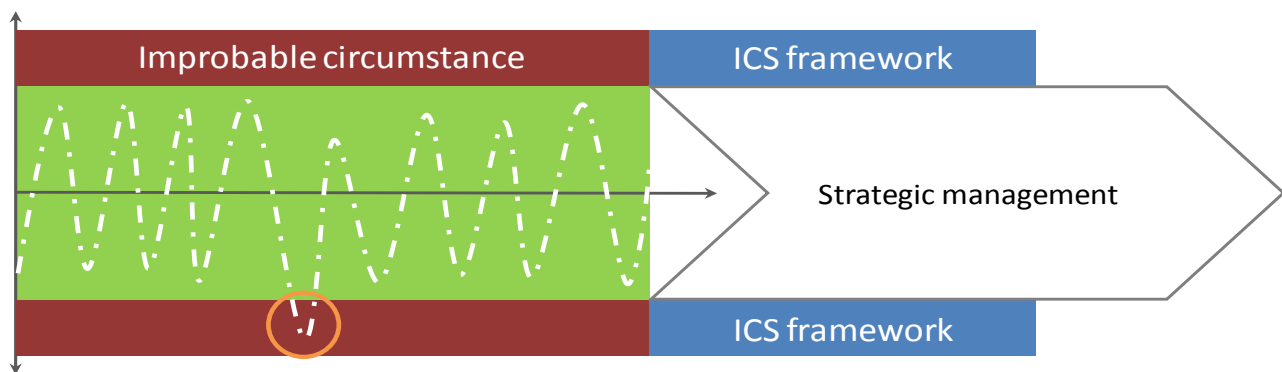 Improbable circumstance
ICS framework
Strategic management
ICS framework